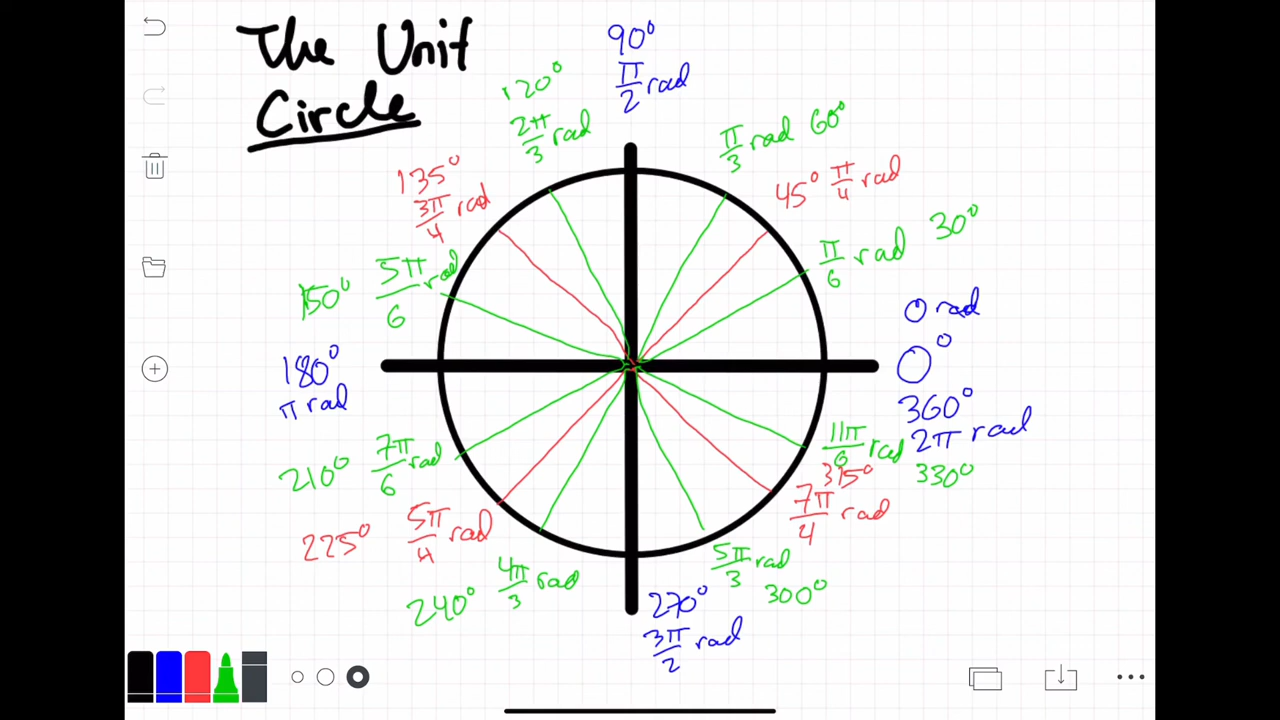 The Unit
Circle
90°
π/2 rad
120°
2π/3 rad
π/3 rad 60°
135°
3π/4 rad
45° π/4 rad
150° 5π/6 rad
π/6 rad 30°
0 rad
0°
180°
π rad
360°
2π rad
11π/6 rad
330°
210° 7π/6 rad
315°
7π/4 rad
225° 5π/4 rad
240° 4π/3 rad
5π/3 rad
300°
270°
3π/2 rad